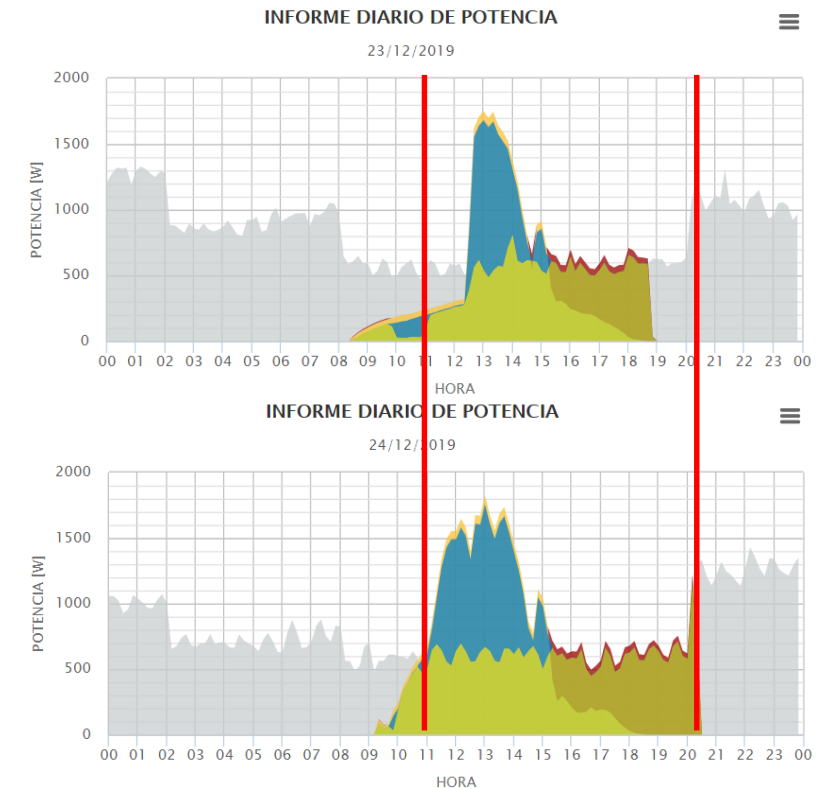 INFORME DIARIO DE POTENCIA
23/12/2019
2000
1500
1000
500
0
POTENCIA [W]
00 01 02 03 04 05 06 07 08 09 10 11 12 13 14 15 16 17 18 19 20 21 22 23 00
HORA
INFORME DIARIO DE POTENCIA
24/12/2019
2000
1500
1000
500
0
POTENCIA [W]
00 01 02 03 04 05 06 07 08 09 10 11 12 13 14 15 16 17 18 19 20 21 22 23 00
HORA